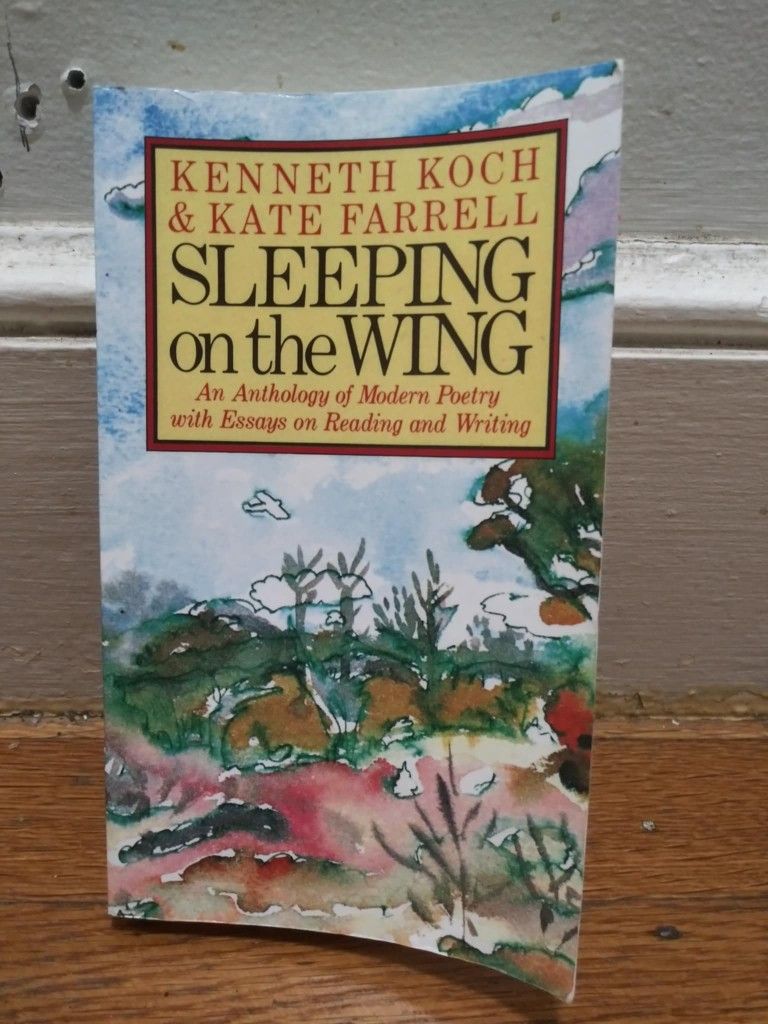 KENNETH KOCH
& KATE FARRELL
SLEEPING
on the WING
An Anthology of Modern Poetry
with Essays on Reading and Writing